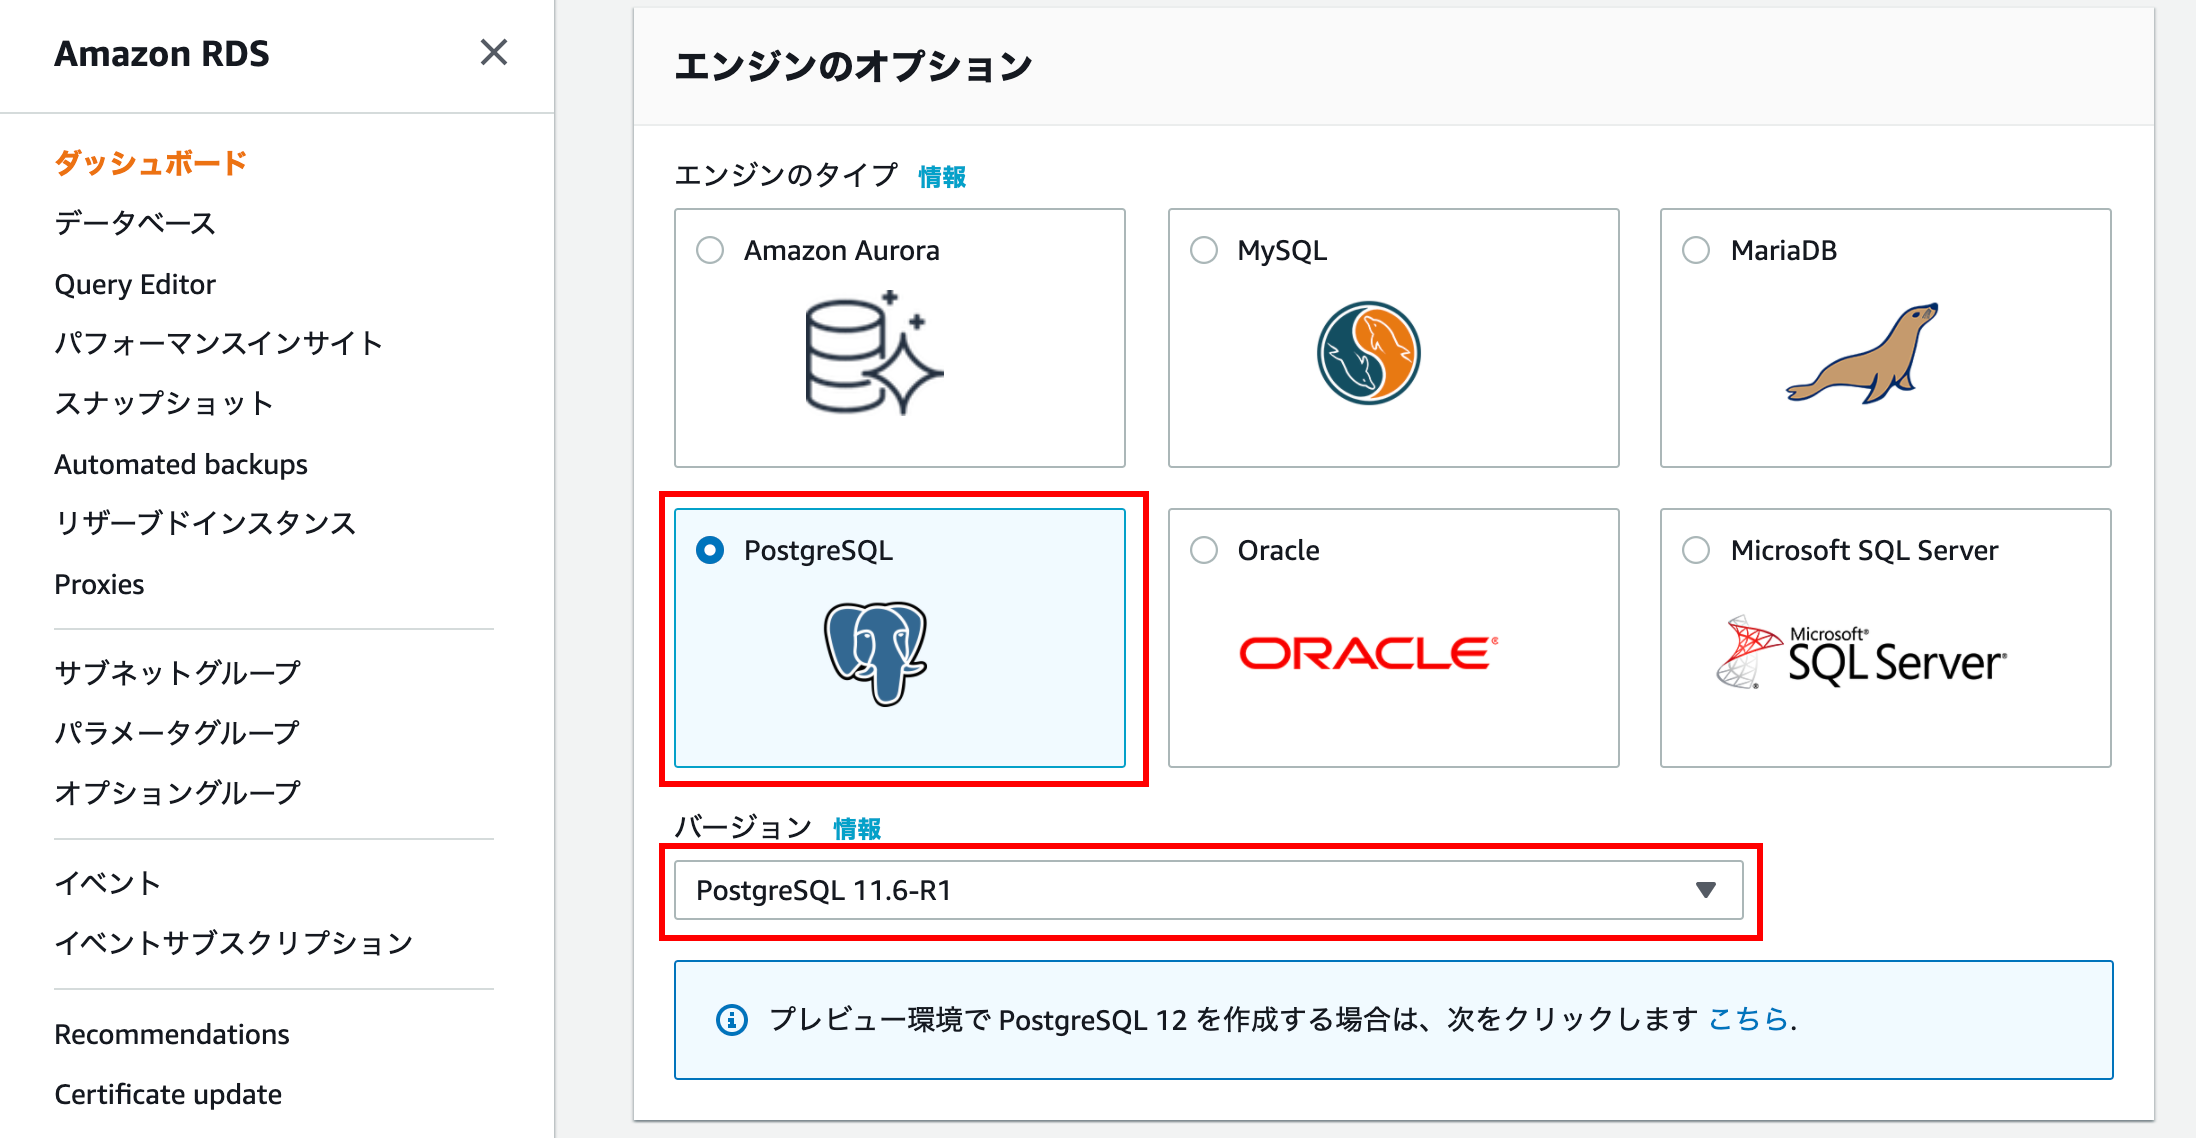 Amazon RDS
ダッシュボード
データベース
Query Editor
パフォーマンスインサイト
スナップショット
Automated backups
リザーブドインスタンス
Proxies
サブネットグループ
パラメータグループ
オプショングループ
イベント
イベントサブスクリプション
Recommendations
Certificate update
エンジンのオプション
エンジンのタイプ 情報
Amazon Aurora
MySQL
MariaDB
PostgreSQL
Oracle
ORACLE®
Microsoft SQL Server
Microsoft®
SQL Server®
バージョン 情報
PostgreSQL 11.6-R1
プレビュー環境で PostgreSQL 12 を作成する場合は、次をクリックします こちら.